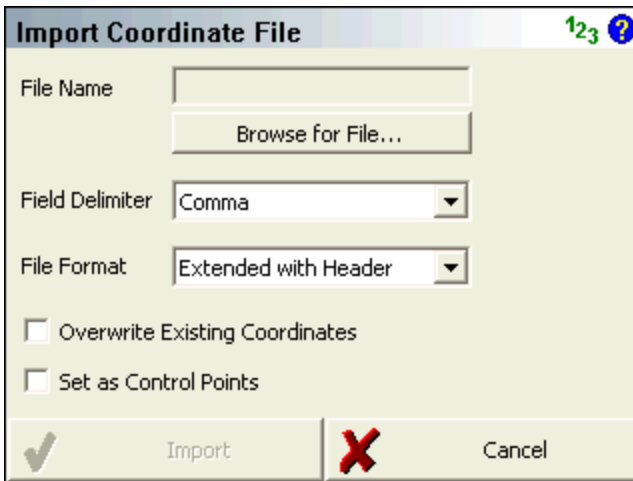 Import Coordinate File 123 ?
File Name
Browse for File...
Field Delimiter Comma
File Format Extended with Header
Overwrite Existing Coordinates
Set as Control Points
Import Cancel